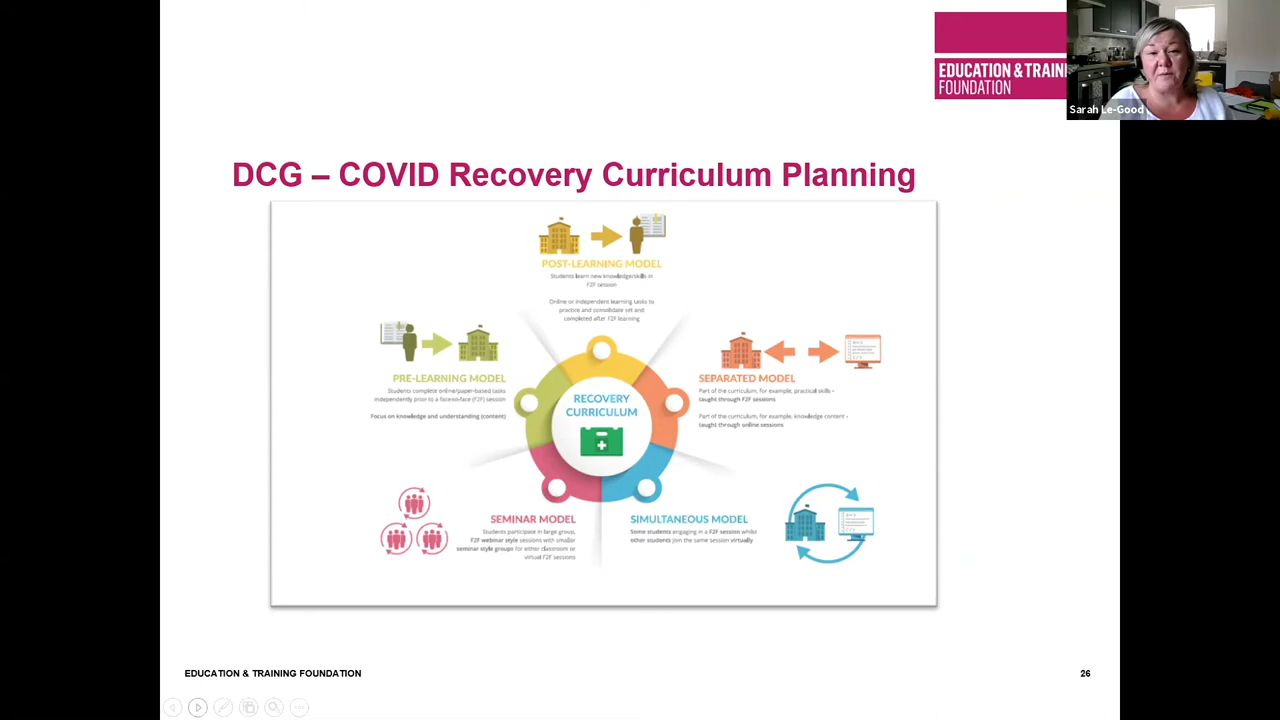 EDUCATION & TRAINI
FOUNDATION
Sarah Le-Good
DCG – COVID Recovery Curriculum Planning
POST-LEARNING MODEL
Students learn new knowledge/skills in
F2F session
Online or independent learning tasks to
practice and consolidate set and
completed after F2F learning
PRE-LEARNING MODEL
Students complete online/paper-based tasks
independently prior to a face-to-face (F2F) session
Focus on knowledge and understanding (content)
SEPARATED MODEL
Part of the curriculum, for example, practical skills -
taught through F2F sessions
Part of the curriculum, for example, knowledge content -
taught through online sessions
RECOVERY
CURRICULUM
SEMINAR MODEL
Students participate in large group,
F2F webinar style sessions with smaller
seminar style groups for either classroom or
virtual F2F sessions
SIMULTANEOUS MODEL
Some students engaging in a F2F session whilst
other students join the same session virtually
EDUCATION & TRAINING FOUNDATION
26